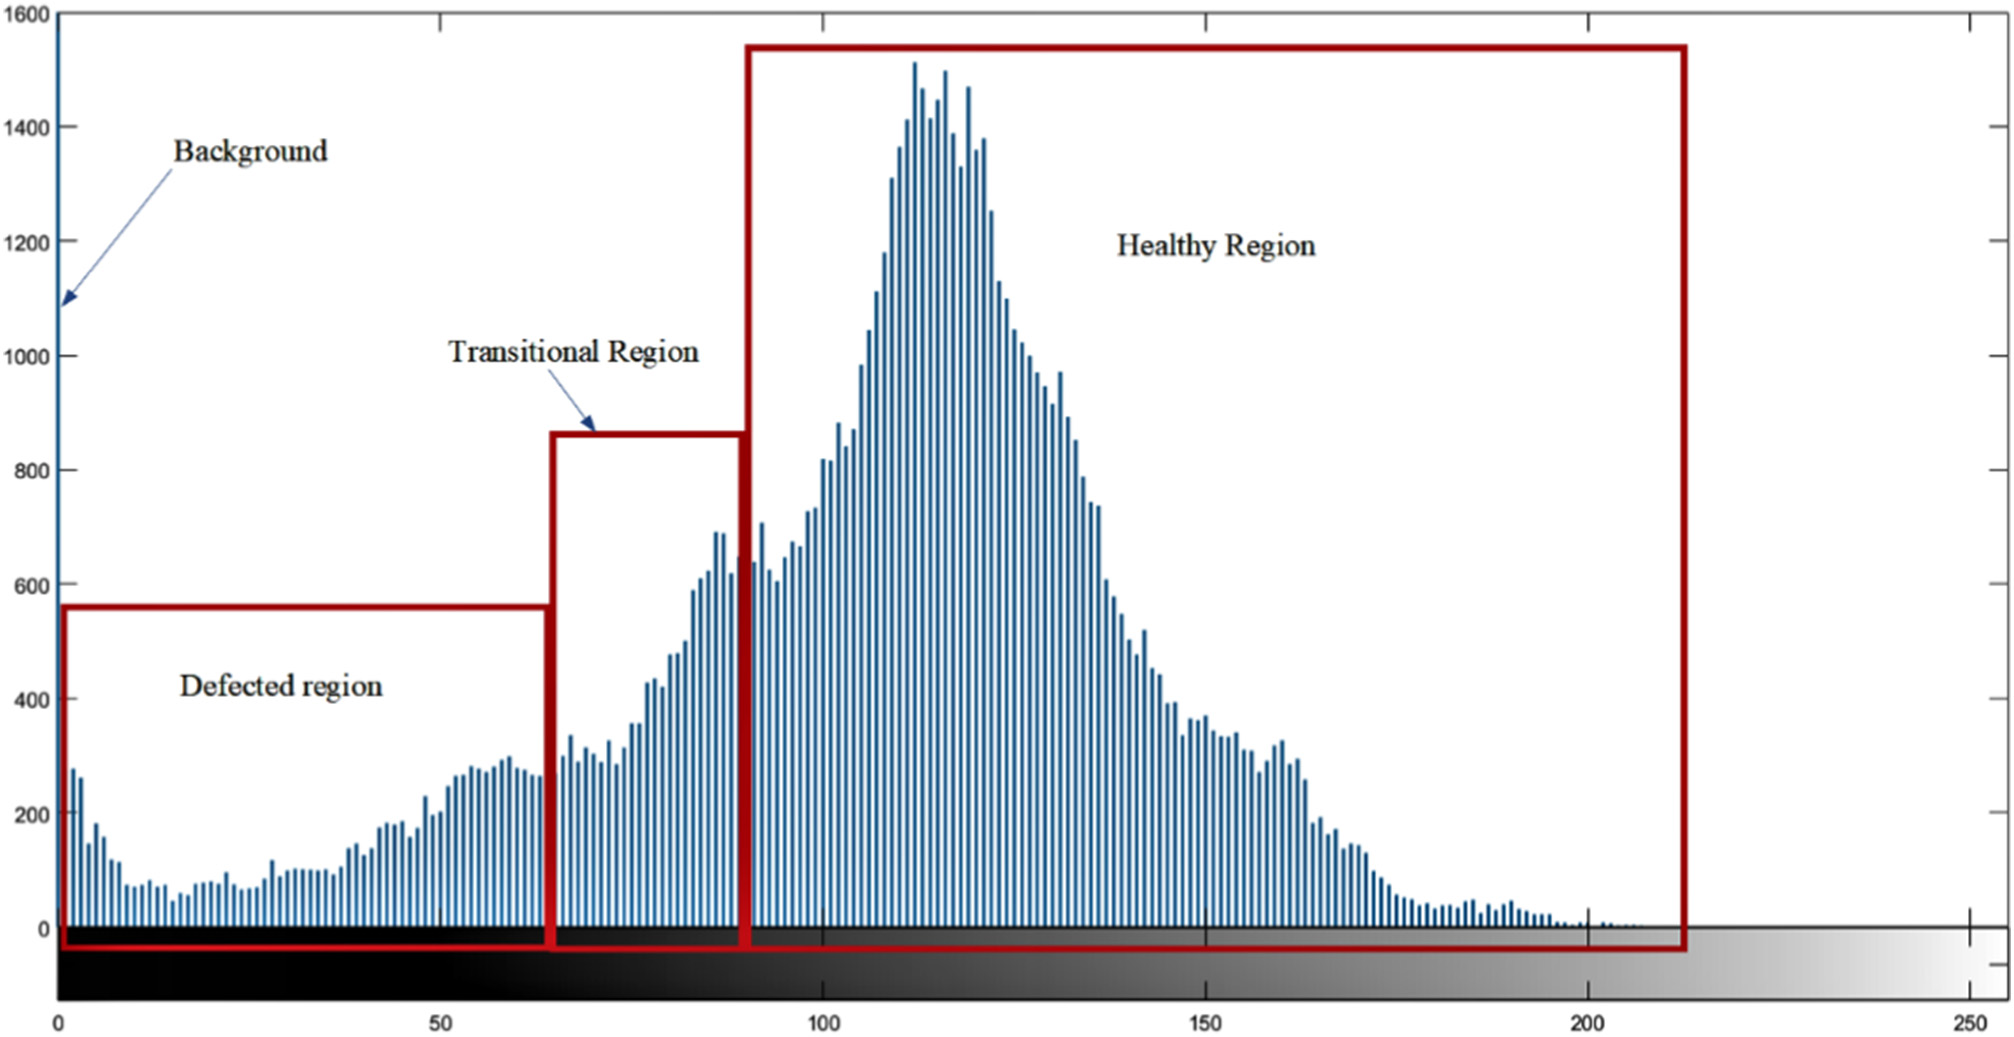 1600
1400
Background
1200
Healthy Region
1000
Transitional Region
800
600
400
Defected region
200
0
0 50 100 150 200 250